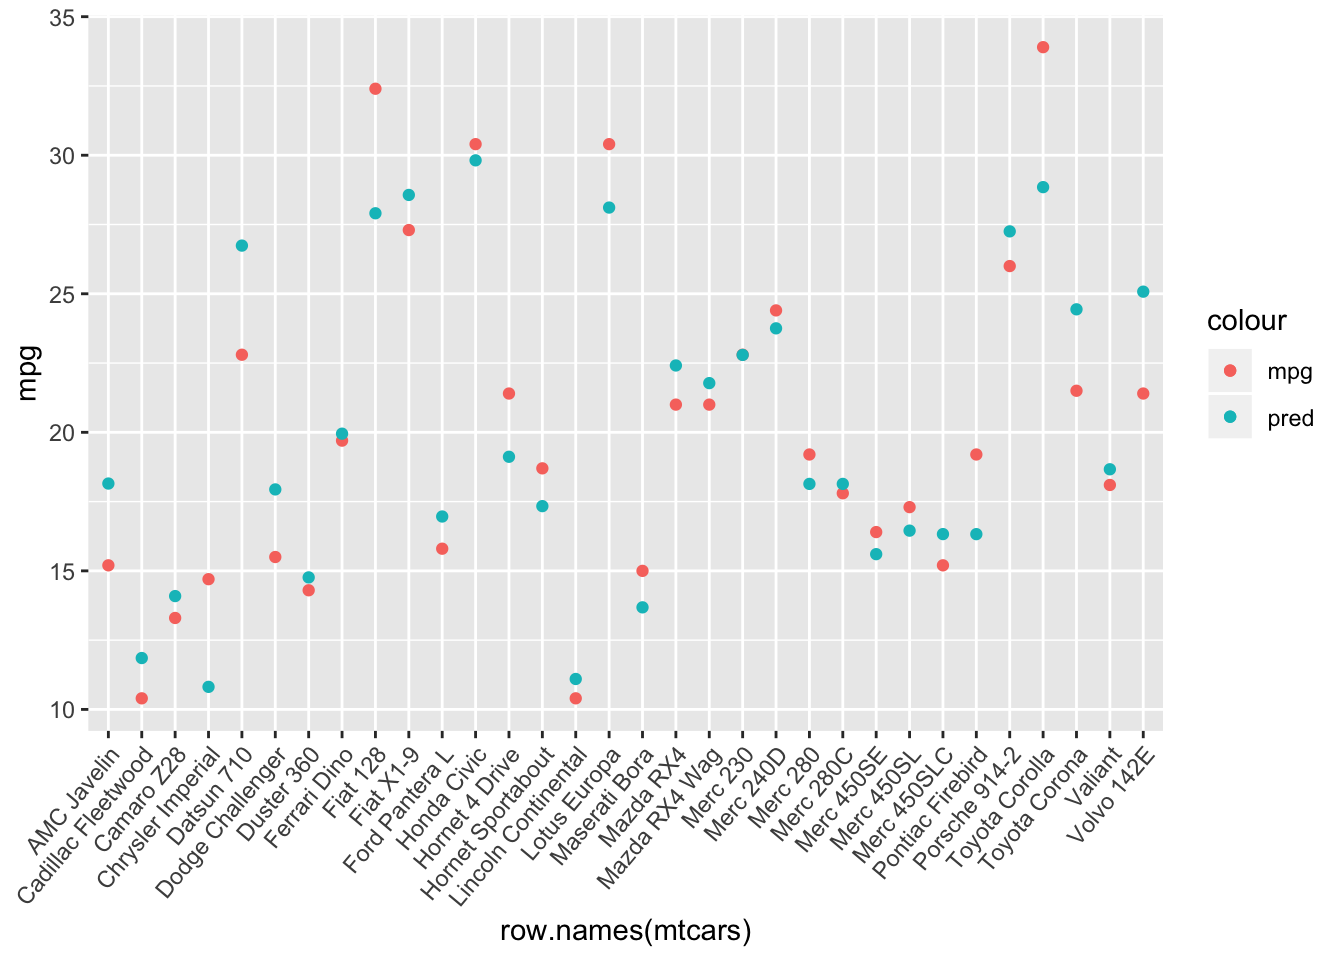 35
30
25
20
15
10
mpg
AMC Javelin
Cadillac Fleetwood
Camaro Z28
Chrysler Imperial
Datsun 710
Dodge Challenger
Duster 360
Ferrari Dino
Fiat 128
Fiat X1-9
Ford Pantera L
Honda Civic
Hornet 4 Drive
Hornet Sportabout
Lincoln Continental
Lotus Europa
Maserati Bora
Mazda RX4
Mazda RX4 Wag
Merc 230
Merc 240D
Merc 280
Merc 280C
Merc 450SE
Merc 450SL
Merc 450SLC
Pontiac Firebird
Porsche 914-2
Toyota Corolla
Toyota Corona
Valiant
Volvo 142E
row.names(mtcars)
colour
mpg
pred